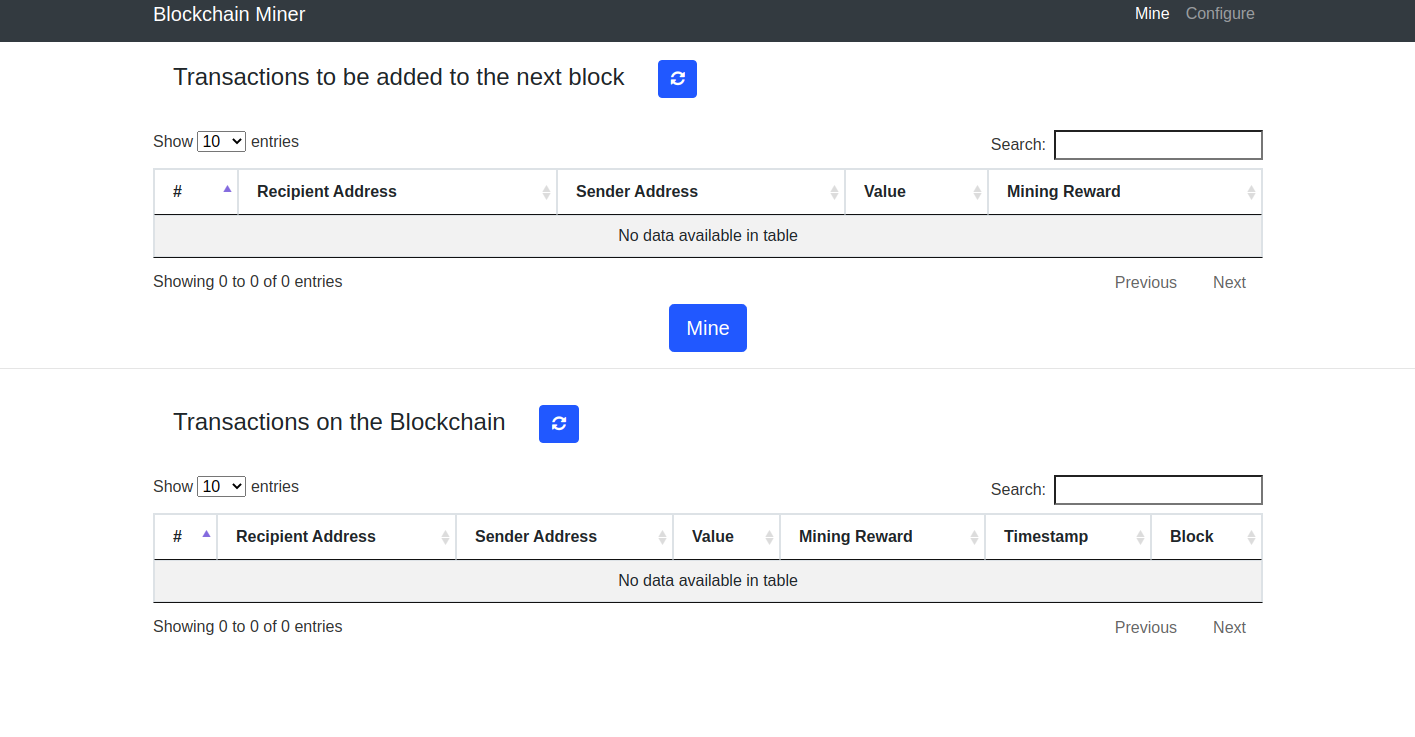 Blockchain Miner Mine Configure
Transactions to be added to the next block
Show 10 entries Search:
# Recipient Address Sender Address Value Mining Reward
No data available in table
Showing 0 to 0 of 0 entries Previous Next
Mine
Transactions on the Blockchain
Show 10 entries Search:
# Recipient Address Sender Address Value Mining Reward Timestamp Block
No data available in table
Showing 0 to 0 of 0 entries Previous Next